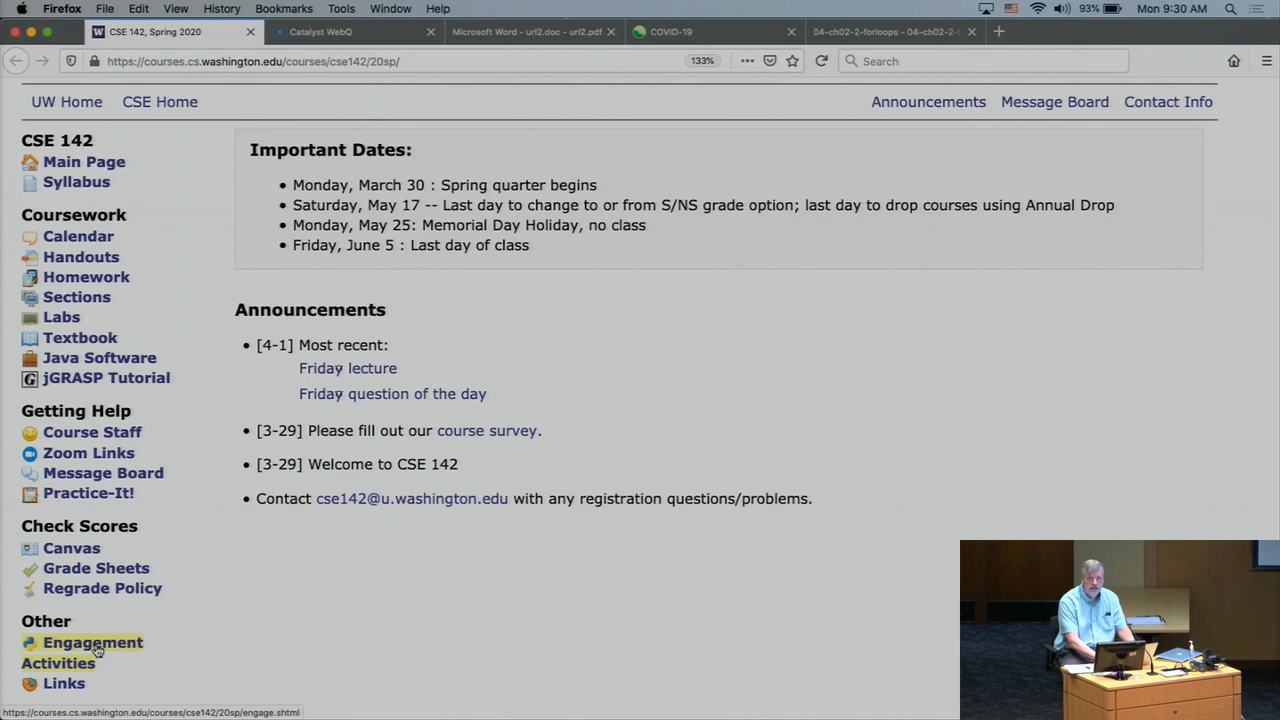 Firefox File Edit View History Bookmarks Tools Window Help 93% Mon 9:30 AM
CSE 142, Spring 2020 Catalyst WebQ Microsoft Word - url2.doc - url2.pdf COVID-19 04-ch02-2-forloops - 04-ch02-2-f
https://courses.cs.washington.edu/courses/cse142/20sp/ 133% Search
UW Home CSE Home Announcements Message Board Contact Info
CSE 142
Main Page
Syllabus
Coursework
Calendar
Handouts
Homework
Sections
Labs
Textbook
Java Software
jGRASP Tutorial
Getting Help
Course Staff
Zoom Links
Message Board
Practice-It!
Check Scores
Canvas
Grade Sheets
Regrade Policy
Other
Engagement
Activities
Links
Important Dates:
• Monday, March 30 : Spring quarter begins
• Saturday, May 17 -- Last day to change to or from S/NS grade option; last day to drop courses using Annual Drop
• Monday, May 25: Memorial Day Holiday, no class
• Friday, June 5 : Last day of class
Announcements
• [4-1] Most recent:
Friday lecture
Friday question of the day
• [3-29] Please fill out our course survey.
• [3-29] Welcome to CSE 142
• Contact cse142@u.washington.edu with any registration questions/problems.
https://courses.cs.washington.edu/courses/cse142/20sp/engage.shtml